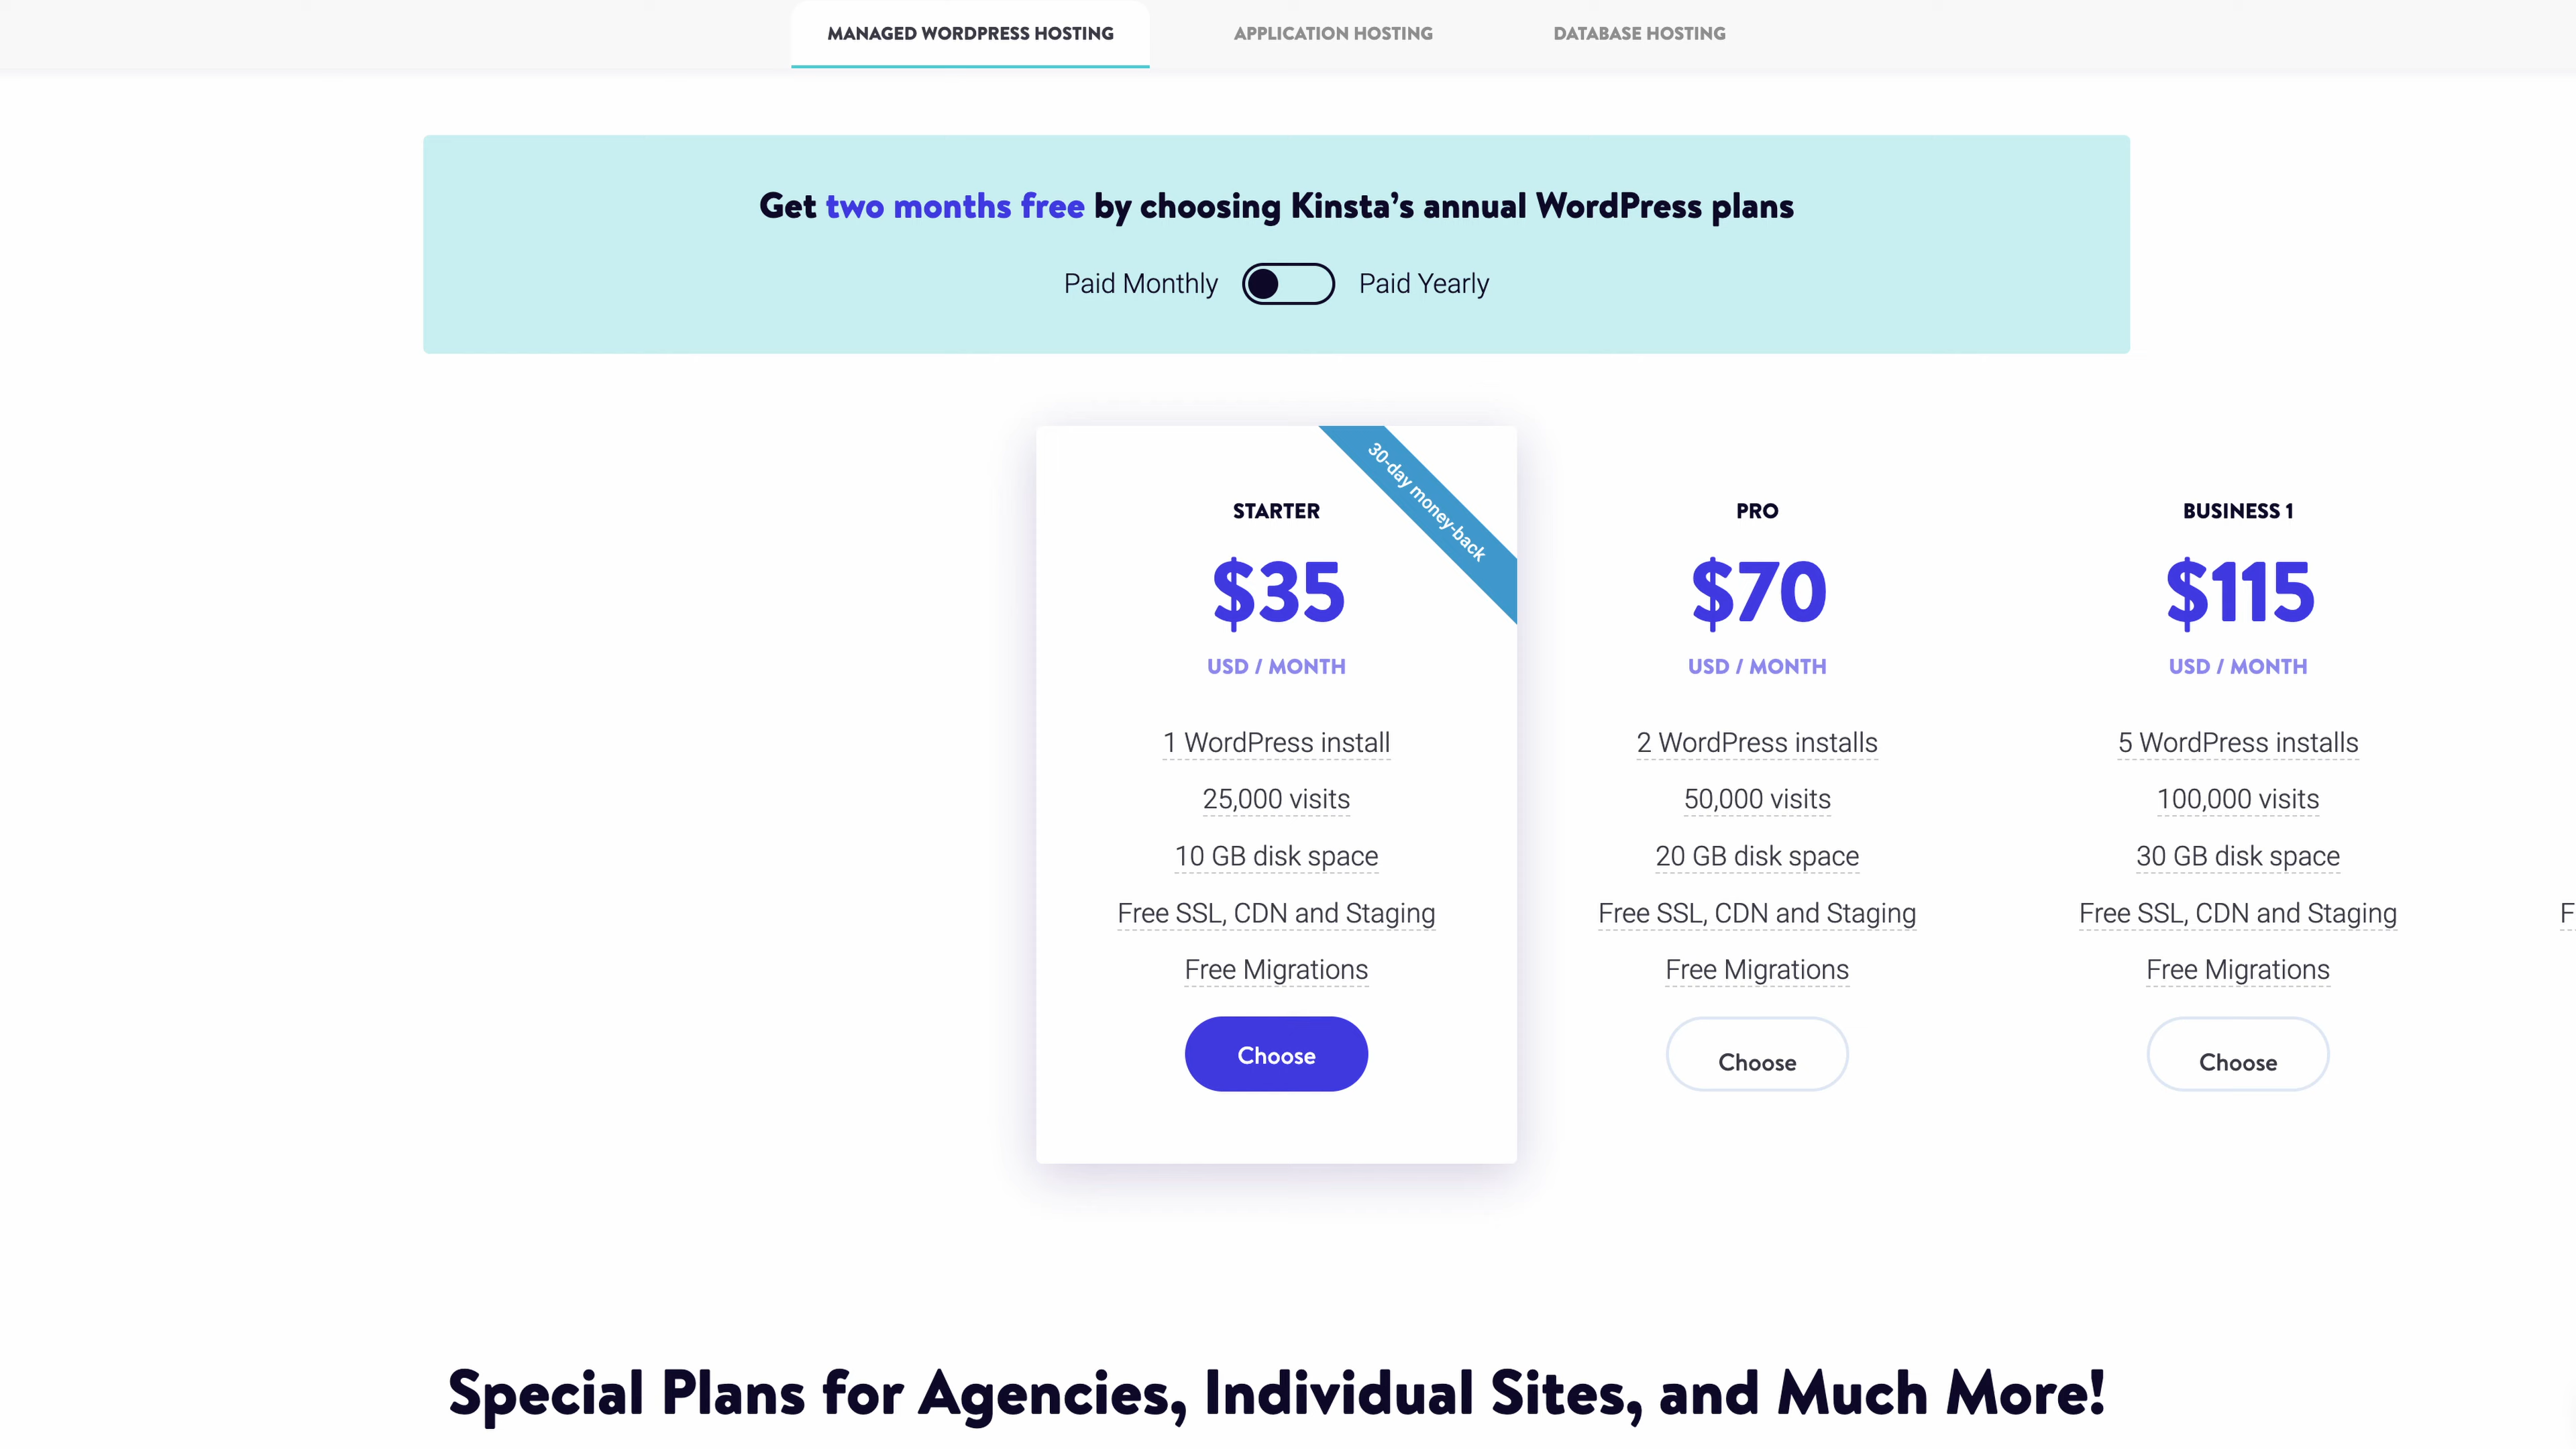 MANAGED WORDPRESS HOSTING
APPLICATION HOSTING
DATABASE HOSTING
Get two months free by choosing Kinsta’s annual WordPress plans
Paid Monthly
Paid Yearly
30-day money-back
STARTER
$35
USD / MONTH
1 WordPress install
25,000 visits
10 GB disk space
Free SSL, CDN and Staging
Free Migrations
Choose
PRO
$70
USD / MONTH
2 WordPress installs
50,000 visits
20 GB disk space
Free SSL, CDN and Staging
Free Migrations
Choose
BUSINESS 1
$115
USD / MONTH
5 WordPress installs
100,000 visits
30 GB disk space
Free SSL, CDN and Staging
Free Migrations
Choose
Special Plans for Agencies, Individual Sites, and Much More!